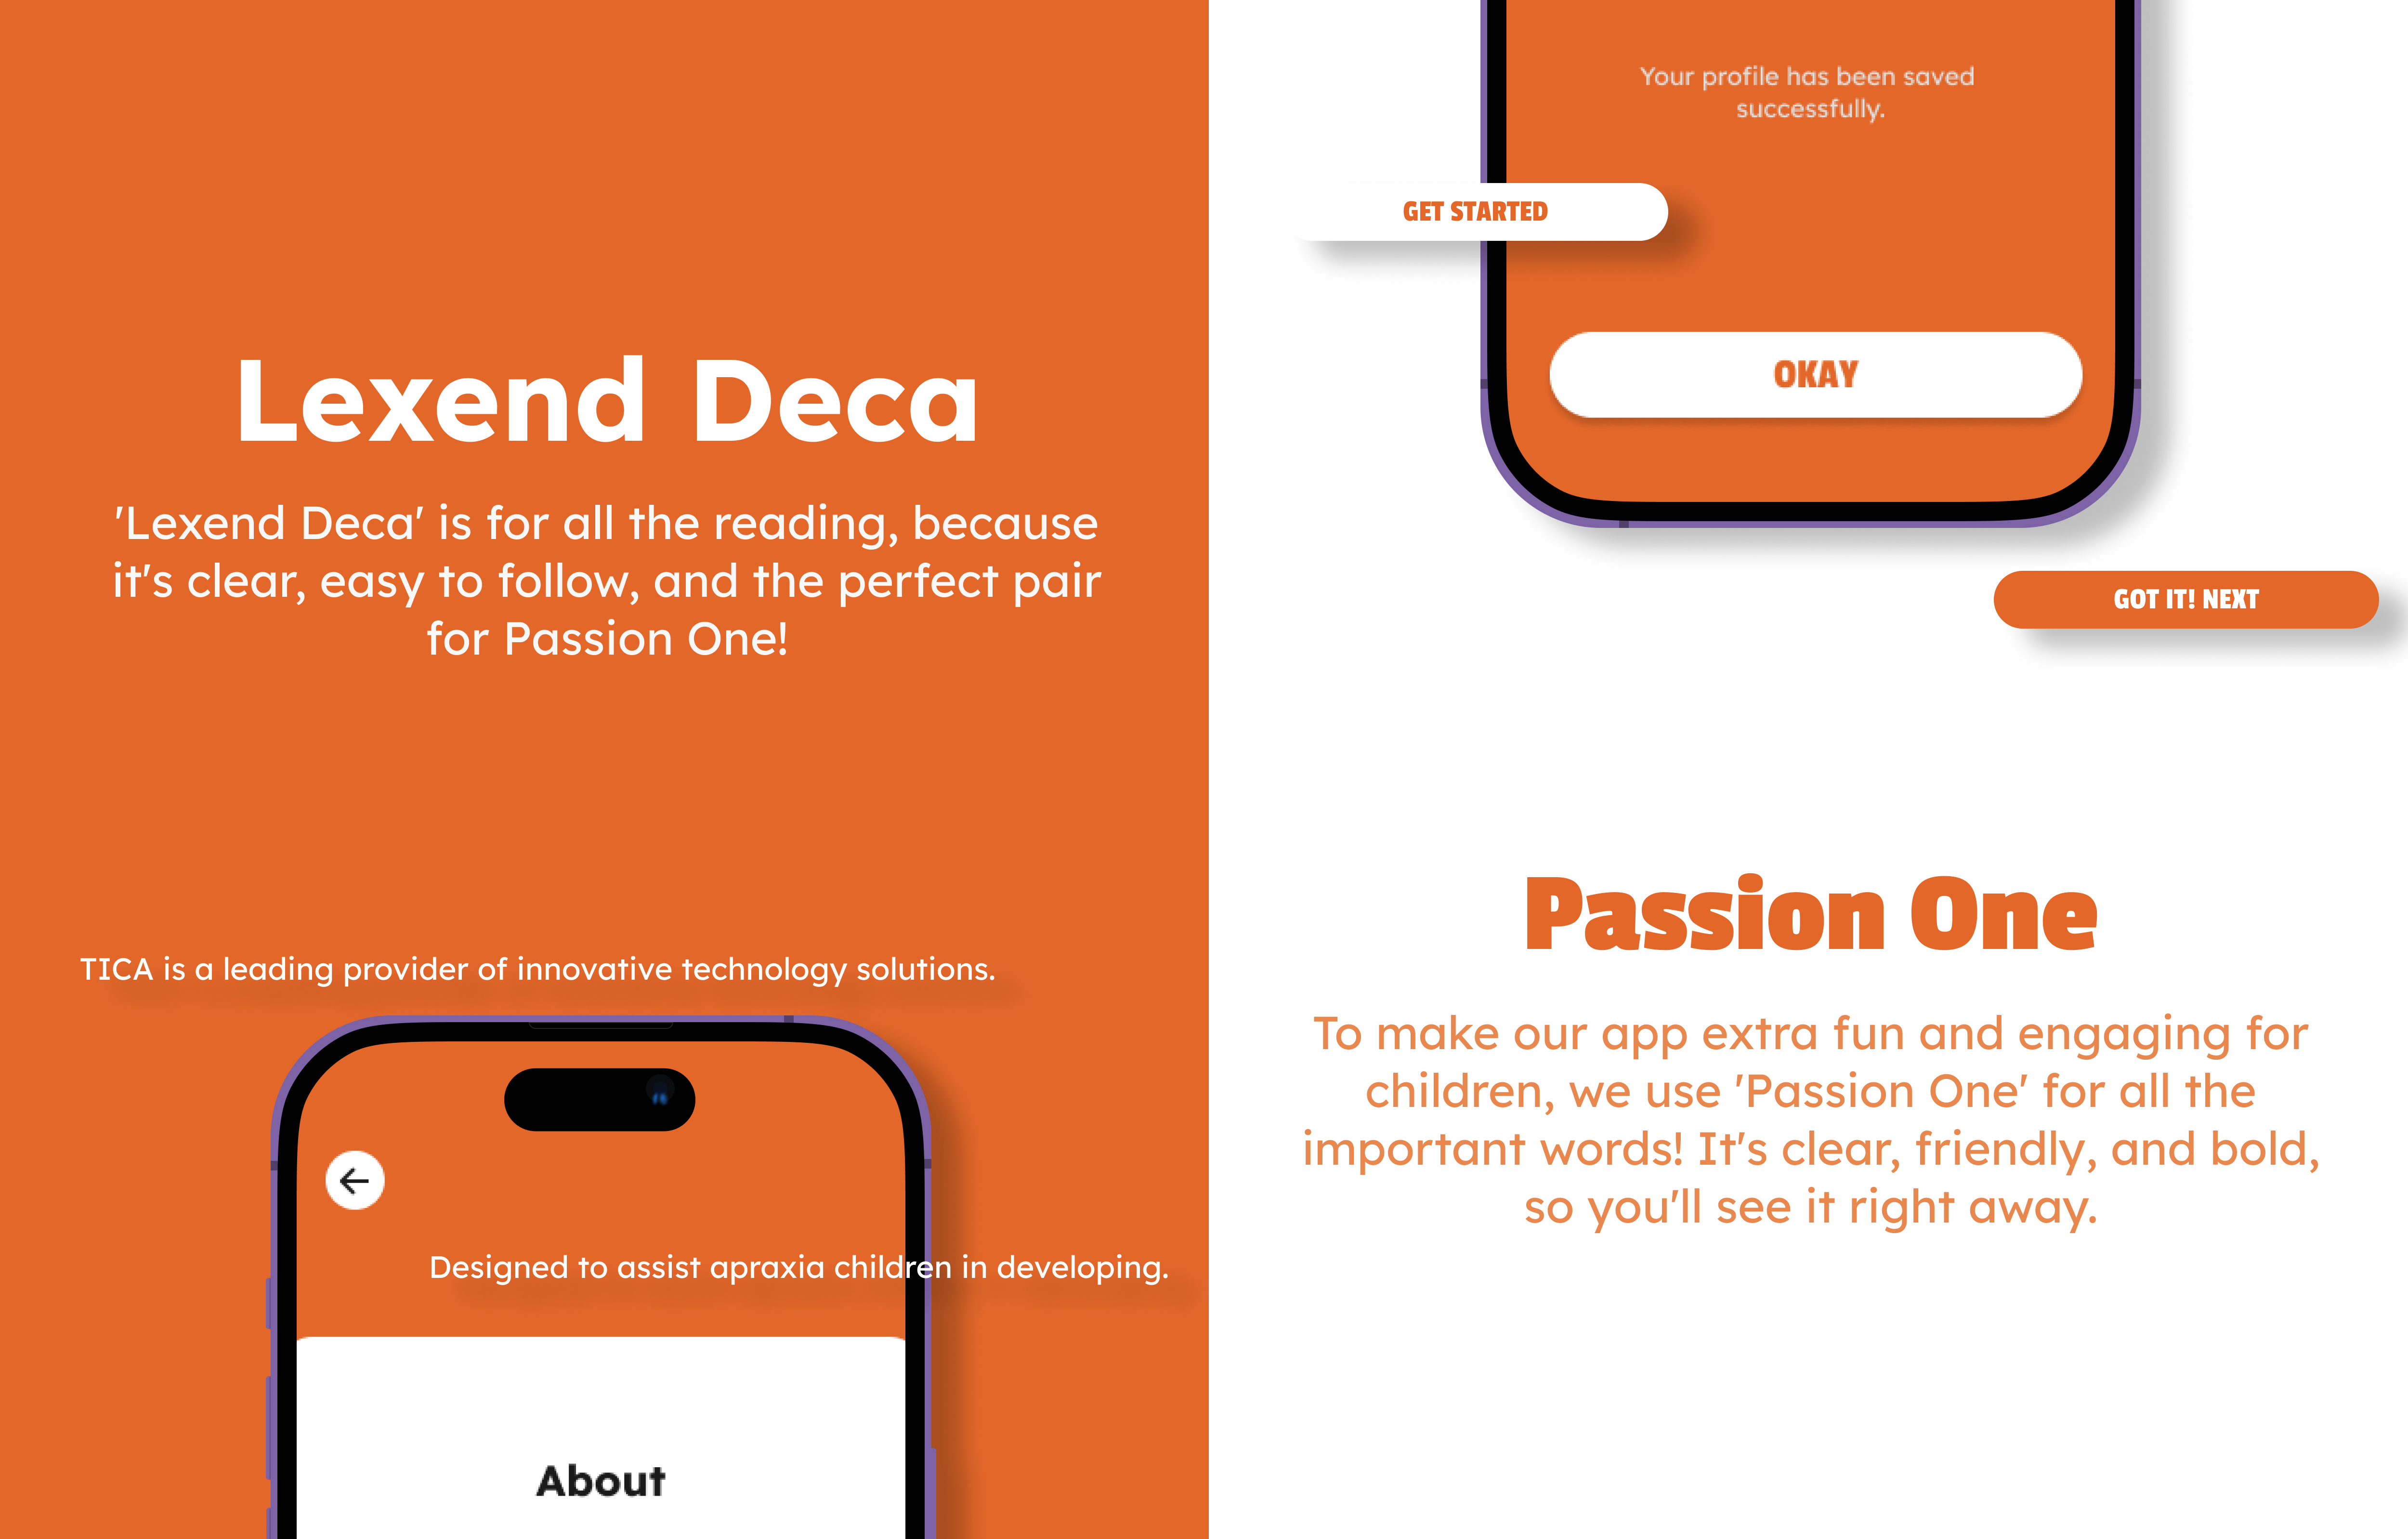 Lexend Deca
'Lexend Deca' is for all the reading, because
it's clear, easy to follow, and the perfect pair
for Passion One!
TICA is a leading provider of innovative technology solutions.
Designed to assist apraxia children in developing.
About
Your profile has been saved
successfully.
GET STARTED
OKAY
GOT IT! NEXT
Passion One
To make our app extra fun and engaging for
children, we use 'Passion One' for all the
important words! It's clear, friendly, and bold,
so you'll see it right away.